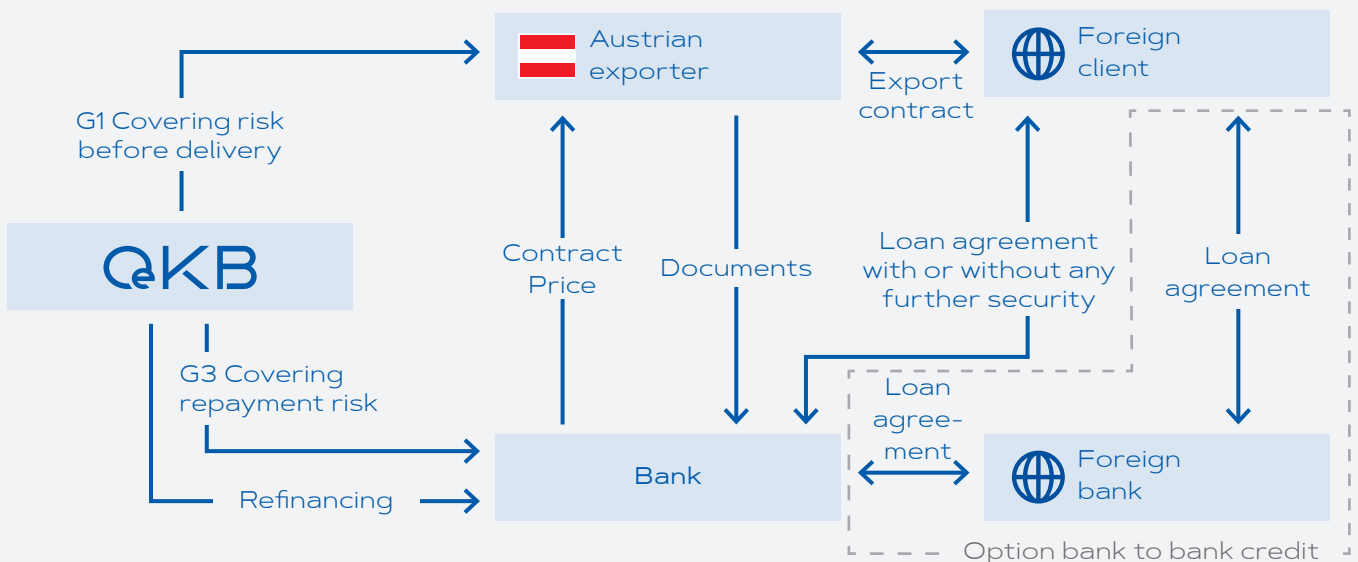 Austrian
exporter
Foreign
client
Export
contract
G1 Covering risk
before delivery
OeKB
Contract
Price
Documents
Loan agreement
with or without any
further security
Loan
agreement
G3 Covering
repayment risk
Loan
agree-
ment
Refinancing
Bank
Foreign
bank
Option bank to bank credit